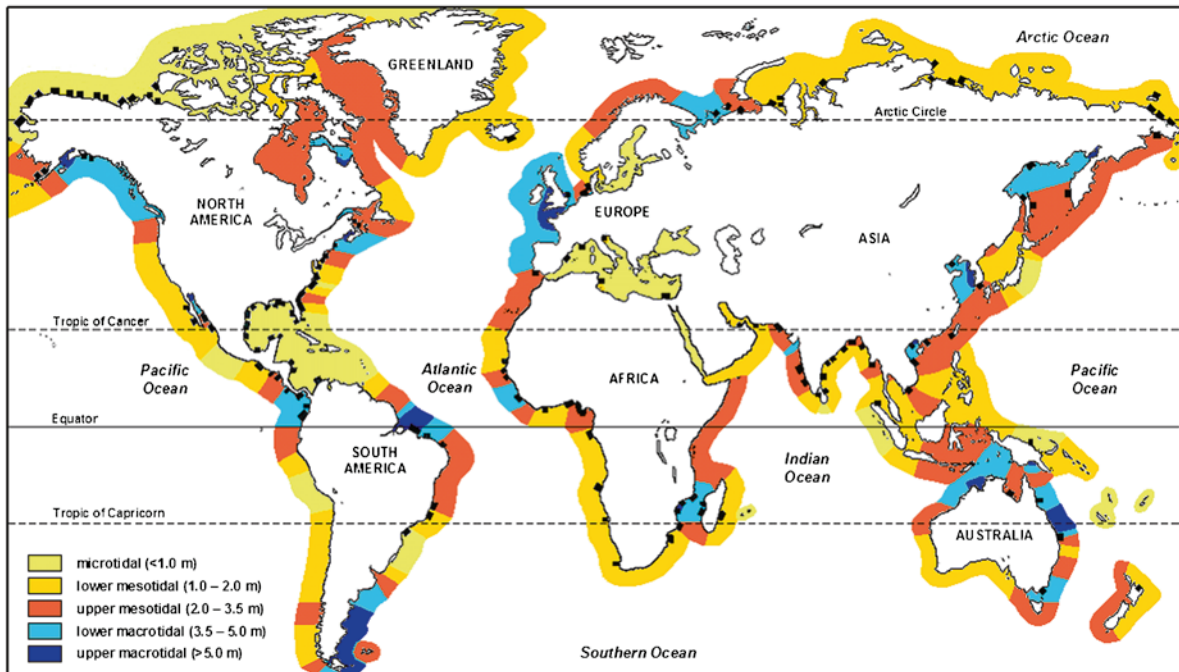 Arctic Ocean
GREENLAND
Arctic Circle
NORTH
AMERICA
EUROPE
ASIA
Tropic of Cancer
Pacific
Ocean
Atlantic
Ocean
AFRICA
Pacific
Ocean
Equator
SOUTH
AMERICA
Indian
Ocean
Tropic of Capricorn
AUSTRALIA
microtidal (<1.0 m)
lower mesotidal (1.0 – 2.0 m)
upper mesotidal (2.0 – 3.5 m)
lower macrotidal (3.5 – 5.0 m)
upper macrotidal (>5.0 m)
Southern Ocean